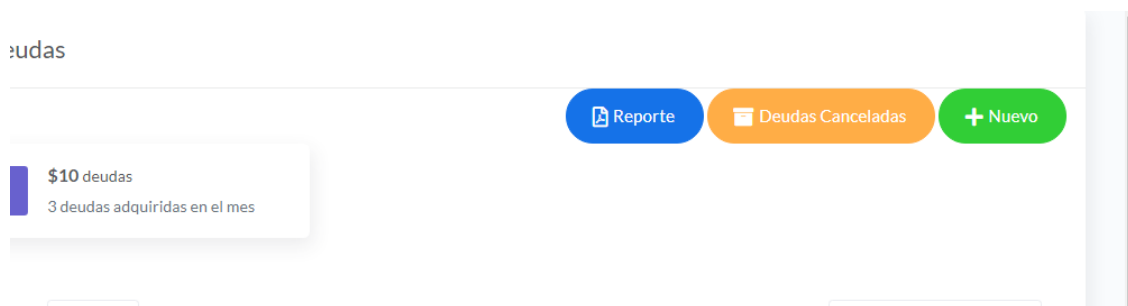 eudas
Reporte
Deudas Canceladas
Nuevo
$10 deudas
3 deudas adquiridas en el mes